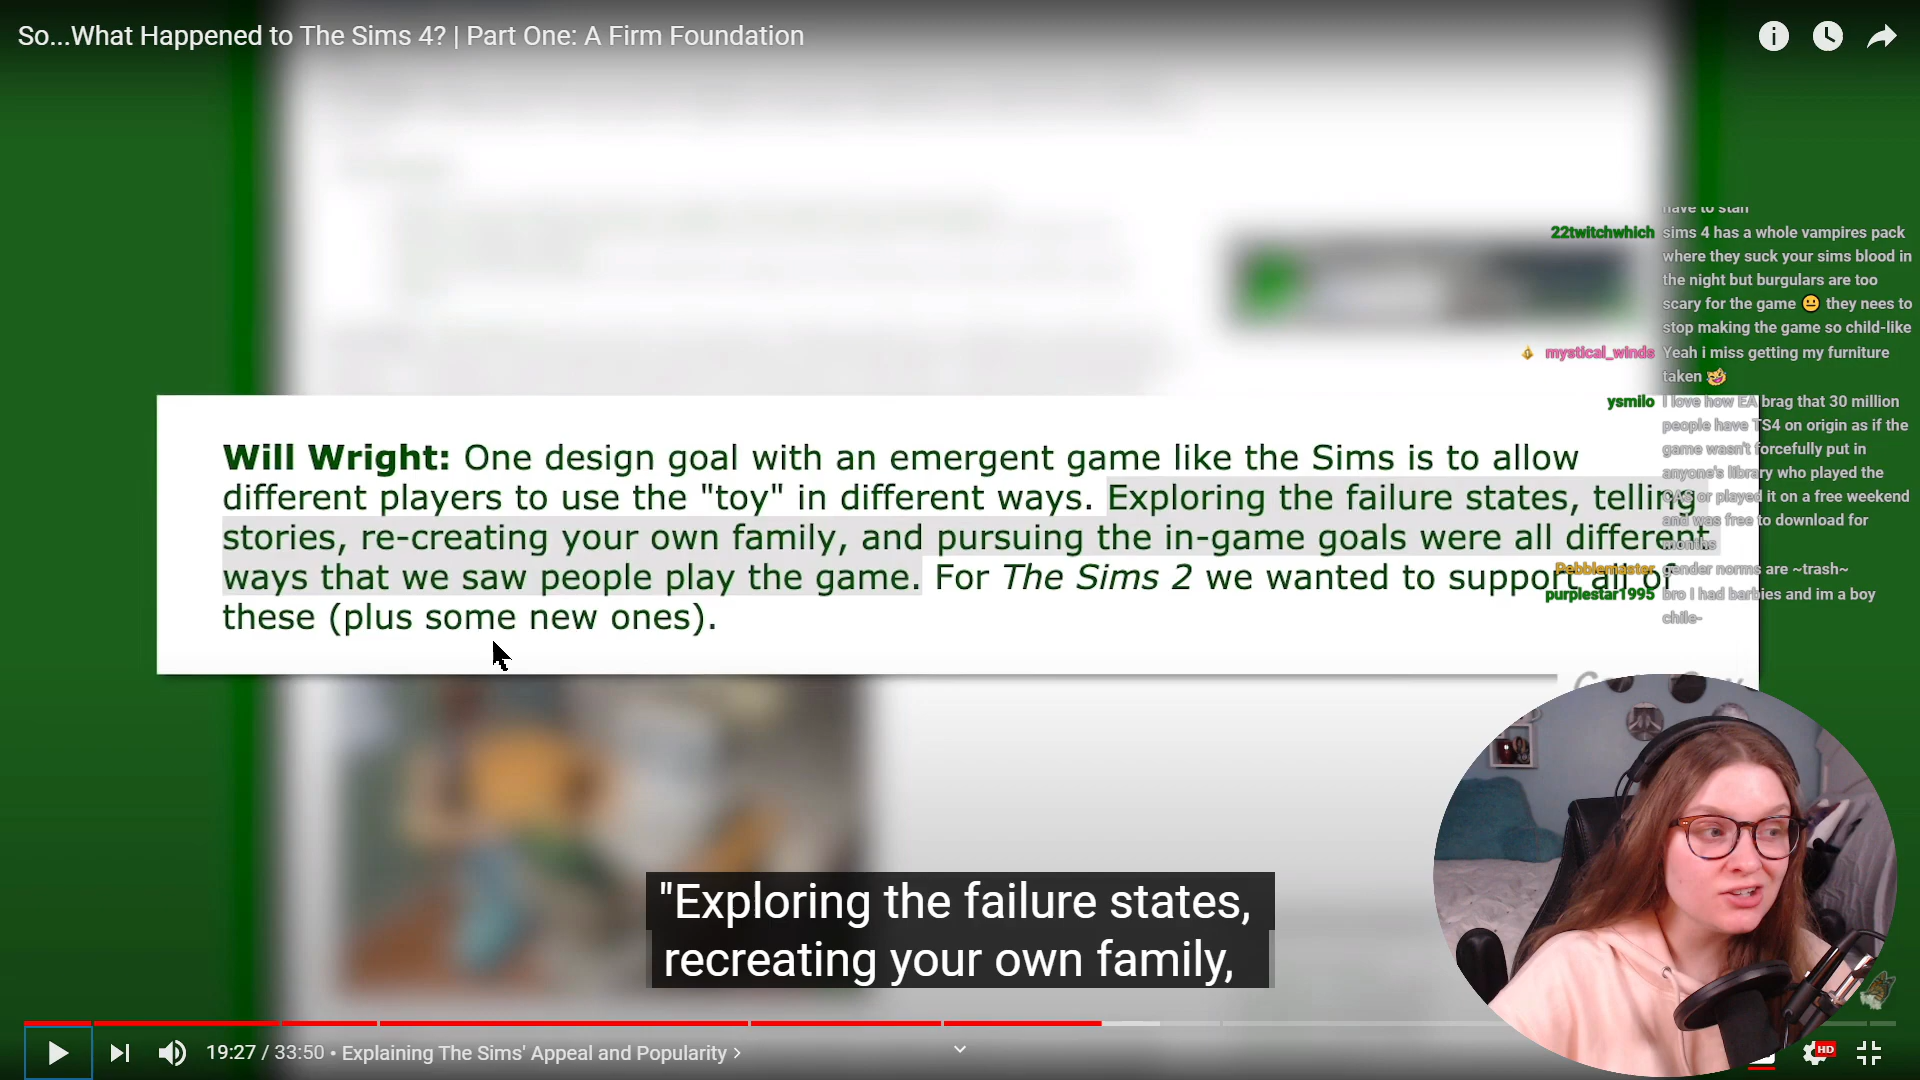 So...What Happened to The Sims 4? | Part One: A Firm Foundation
have to stan
22twitchwhich sims 4 has a whole vampires pack
where they suck your sims blood in
the night but burgulars are too
scary for the game 😐 they nees to
stop making the game so child-like
mystical_winds Yeah i miss getting my furniture
taken
ysmilo I love how EA brag that 30 million
people have TS4 on origin as if the
game wasn't forcefully put in
anyone's library who played the
CAS or played it on a free weekend
and was free to download for
months
Pebblemaster gender norms are ~trash~
purplestar1995 bro I had barbies and im a boy
chile-
Will Wright: One design goal with an emergent game like the Sims is to allow
different players to use the "toy" in different ways. Exploring the failure states, telling
stories, re-creating your own family, and pursuing the in-game goals were all different
ways that we saw people play the game. For The Sims 2 we wanted to support all of
these (plus some new ones).
"Exploring the failure states,
recreating your own family,
19:27 / 33:50 • Explaining The Sims' Appeal and Popularity >
HD